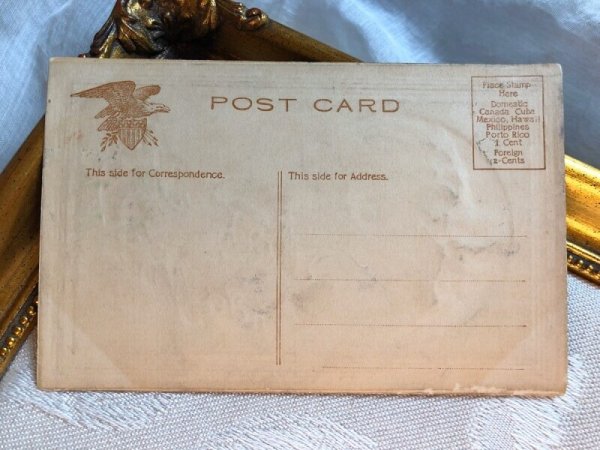 POST CARD
Place Stamp
Here
Domestic
Canada Cuba
Mexico, Hawaii
Philippines
Porto Rico
1 Cent
Foreign
2-Cents
This side for Correspondence.
This side for Address.